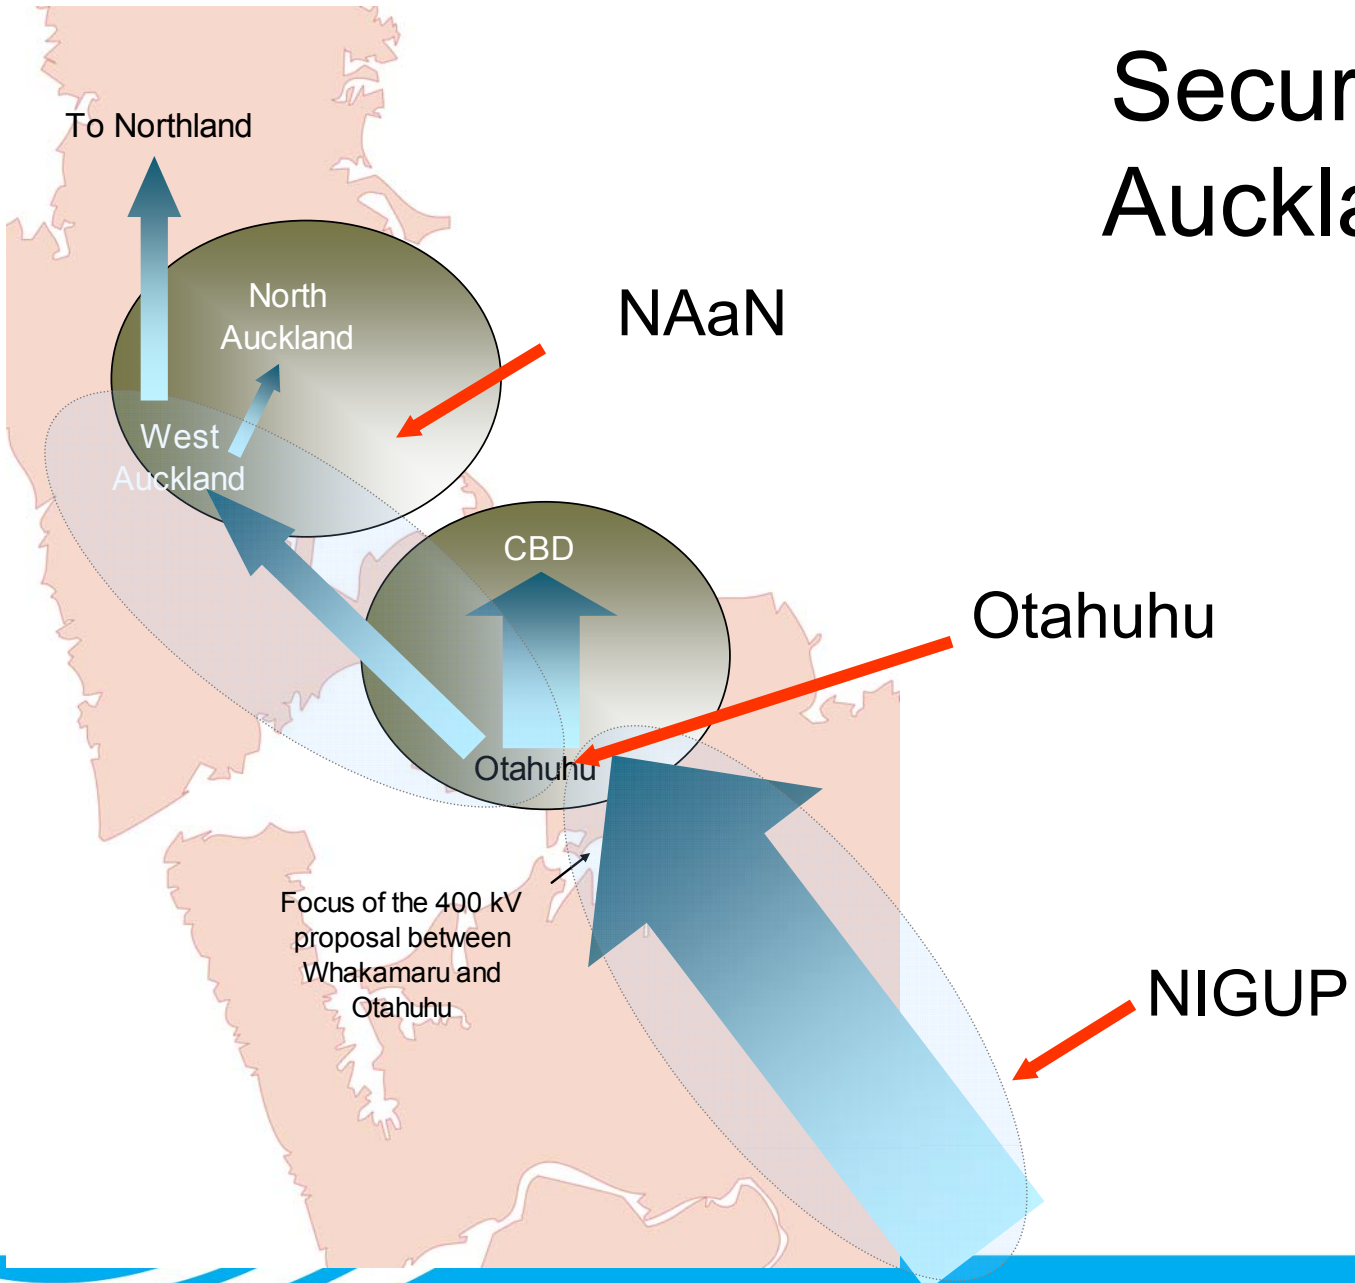 Secur
Auckla
To Northland
North
Auckland
NAaN
West
Auckland
CBD
Otahuhu
Otahuhu
Focus of the 400 kV
proposal between
Whakamaru and
Otahuhu
NIGUP